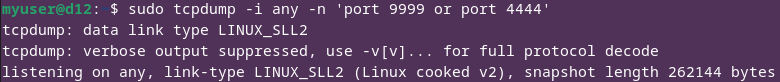 myuser@d12: $ sudo tcpdump -i any -n 'port 9999 or port 4444'
tcpdump: data link type LINUX_SLL2
tcpdump: verbose output suppressed, use -v[v]... for full protocol decode
listening on any, link-type LINUX_SLL2 (Linux cooked v2), snapshot length 262144 bytes